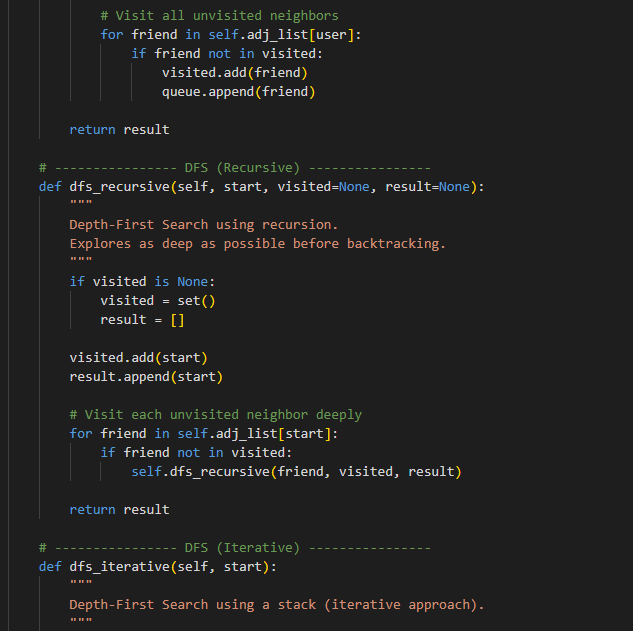 # Visit all unvisited neighbors
for friend in self.adj_list[user]:
if friend not in visited:
visited.add(friend)
queue.append(friend)
return result
# ---------------- DFS (Recursive) ----------------
def dfs_recursive(self, start, visited=None, result=None):
"""
Depth-First Search using recursion.
Explores as deep as possible before backtracking.
"""
if visited is None:
visited = set()
result = []
visited.add(start)
result.append(start)
# Visit each unvisited neighbor deeply
for friend in self.adj_list[start]:
if friend not in visited:
self.dfs_recursive(friend, visited, result)
return result
# ---------------- DFS (Iterative) ----------------
def dfs_iterative(self, start):
"""
Depth-First Search using a stack (iterative approach).
"""